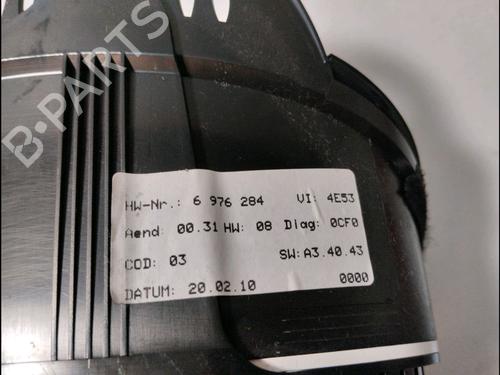 B-PARTS
HW-Nr.: 6 976 284 VI: 4E53
Aend: 00.31 HW: 08 Diag: 0CF0
COD: 03 SW: A3.40.43
DATUM: 20.02.10 0000